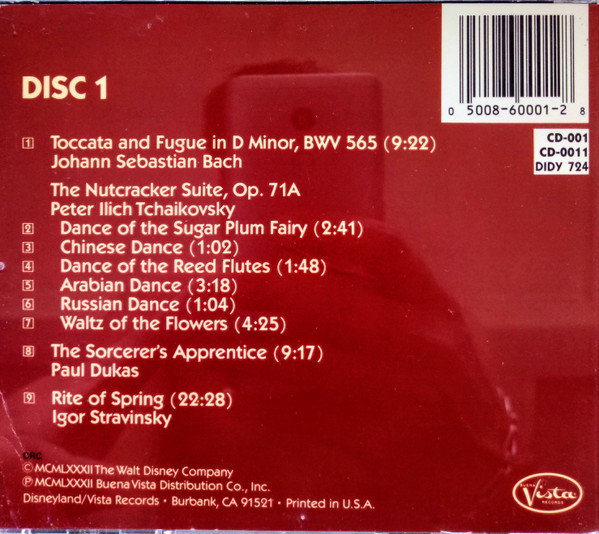 DISC 1
0 5008-60001-2 8
CD-001
CD-0011
DIDY 724
1 Toccata and Fugue in D Minor, BWV 565 (9:22)
Johann Sebastian Bach
The Nutcracker Suite, Op. 71A
Peter Ilich Tchaikovsky
2 Dance of the Sugar Plum Fairy (2:41)
3 Chinese Dance (1:02)
4 Dance of the Reed Flutes (1:48)
5 Arabian Dance (3:18)
6 Russian Dance (1:04)
7 Waltz of the Flowers (4:25)
8 The Sorcerer's Apprentice (9:17)
Paul Dukas
9 Rite of Spring (22:28)
Igor Stravinsky
CRC
© MCMLXXXII The Walt Disney Company
℗ MCMLXXXII Buena Vista Distribution Co., Inc.
Disneyland/Vista Records • Burbank, CA 91521 • Printed in U.S.A.
BUENA
Vista
RECORDS